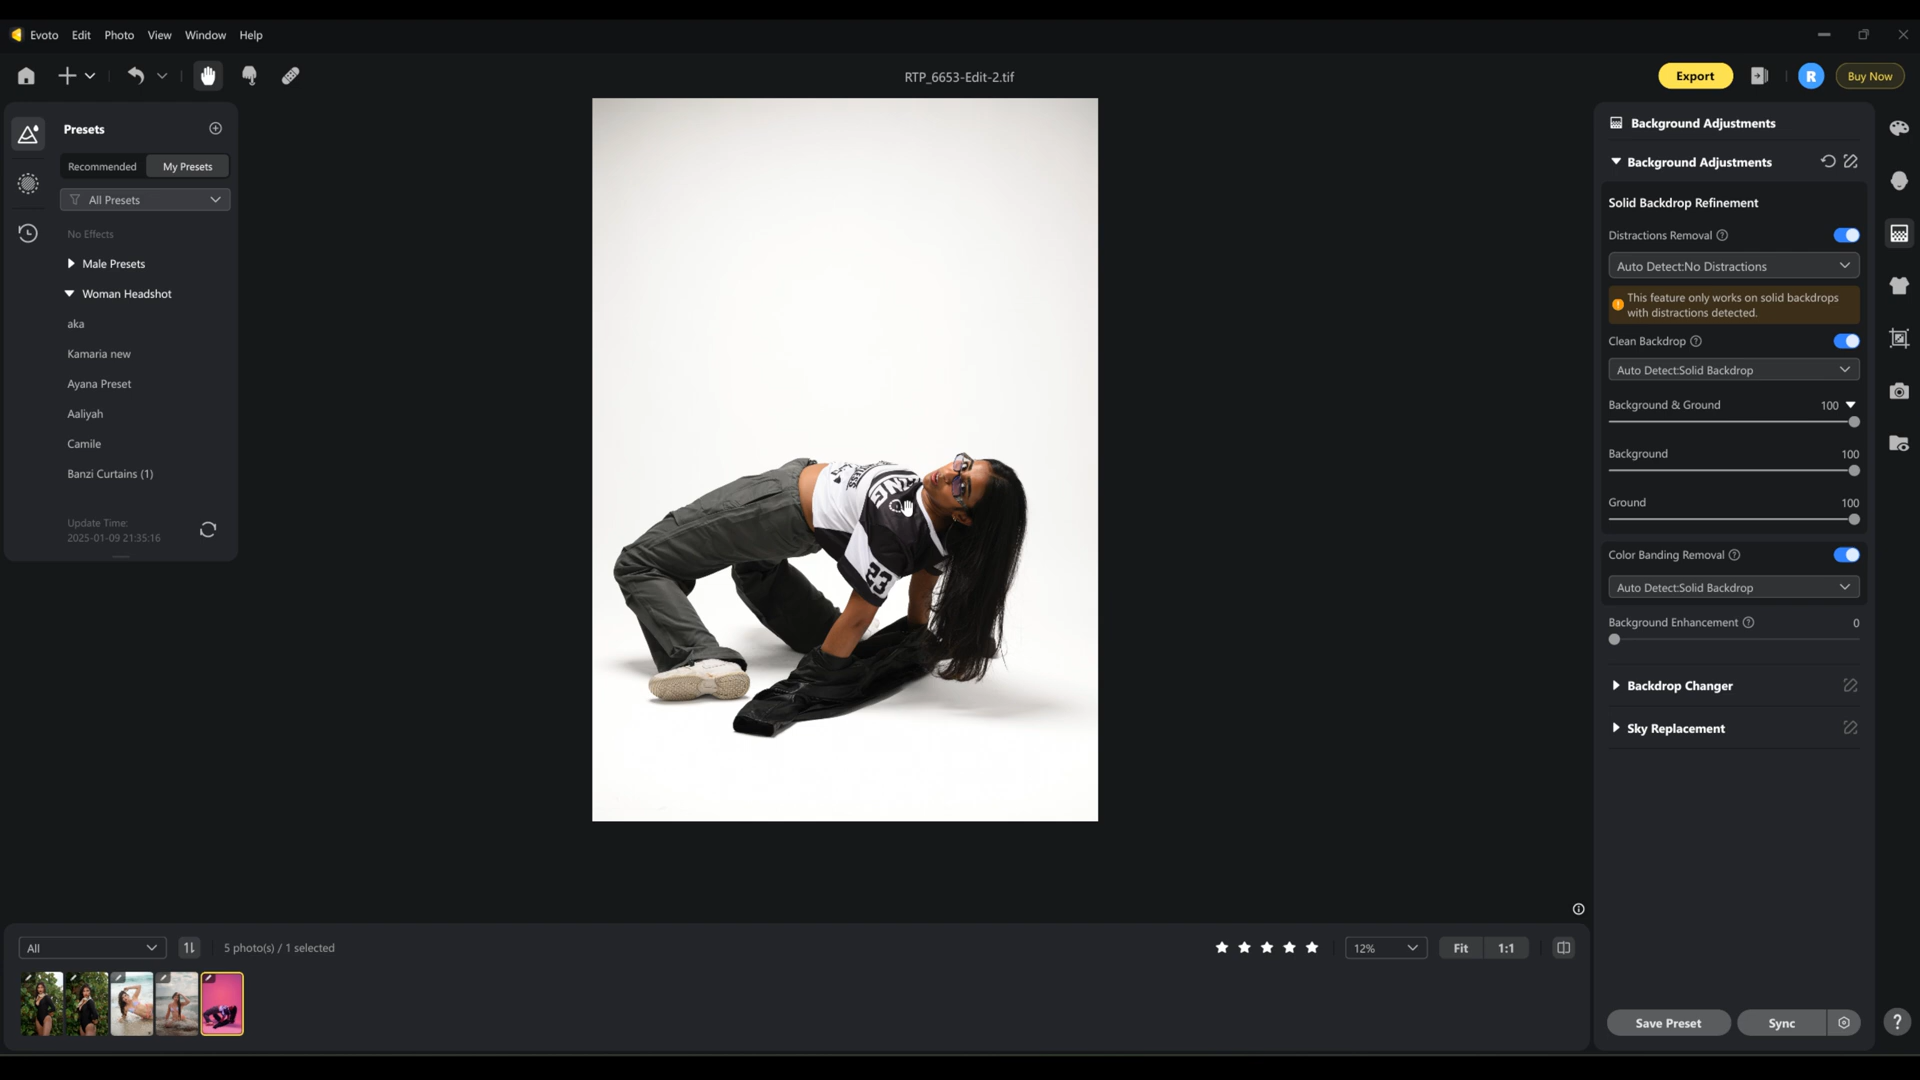 Evoto Edit Photo View Window Help
RTP_6653-Edit-2.tif
Export
R
Buy Now
Presets
Recommended My Presets
All Presets
No Effects
Male Presets
Woman Headshot
aka
Kamaria new
Ayana Preset
Aaliyah
Camile
Banzi Curtains (1)
Update Time:
2025-01-09 21:35:16
23
Background Adjustments
Background Adjustments
Solid Backdrop Refinement
Distractions Removal
Auto Detect:No Distractions
This feature only works on solid backdrops
with distractions detected.
Clean Backdrop
Auto Detect:Solid Backdrop
Background & Ground 100
Background 100
Ground 100
Color Banding Removal
Auto Detect:Solid Backdrop
Background Enhancement 0
Backdrop Changer
Sky Replacement
Save Preset Sync
All
5 photo(s) / 1 selected
12%
Fit 1:1